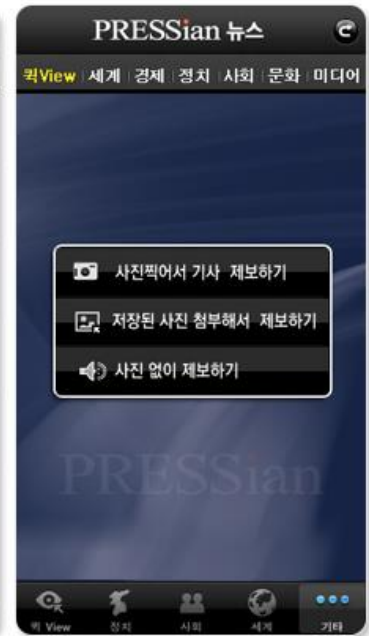 PRESSian 뉴스
퀵View 세계 경제 정치 사회 문화 미디어
사진찍어서 기사 제보하기
저장된 사진 첨부해서 제보하기
사진 없이 제보하기
PRESSian
퀵 View 정치 사회 세계 기타